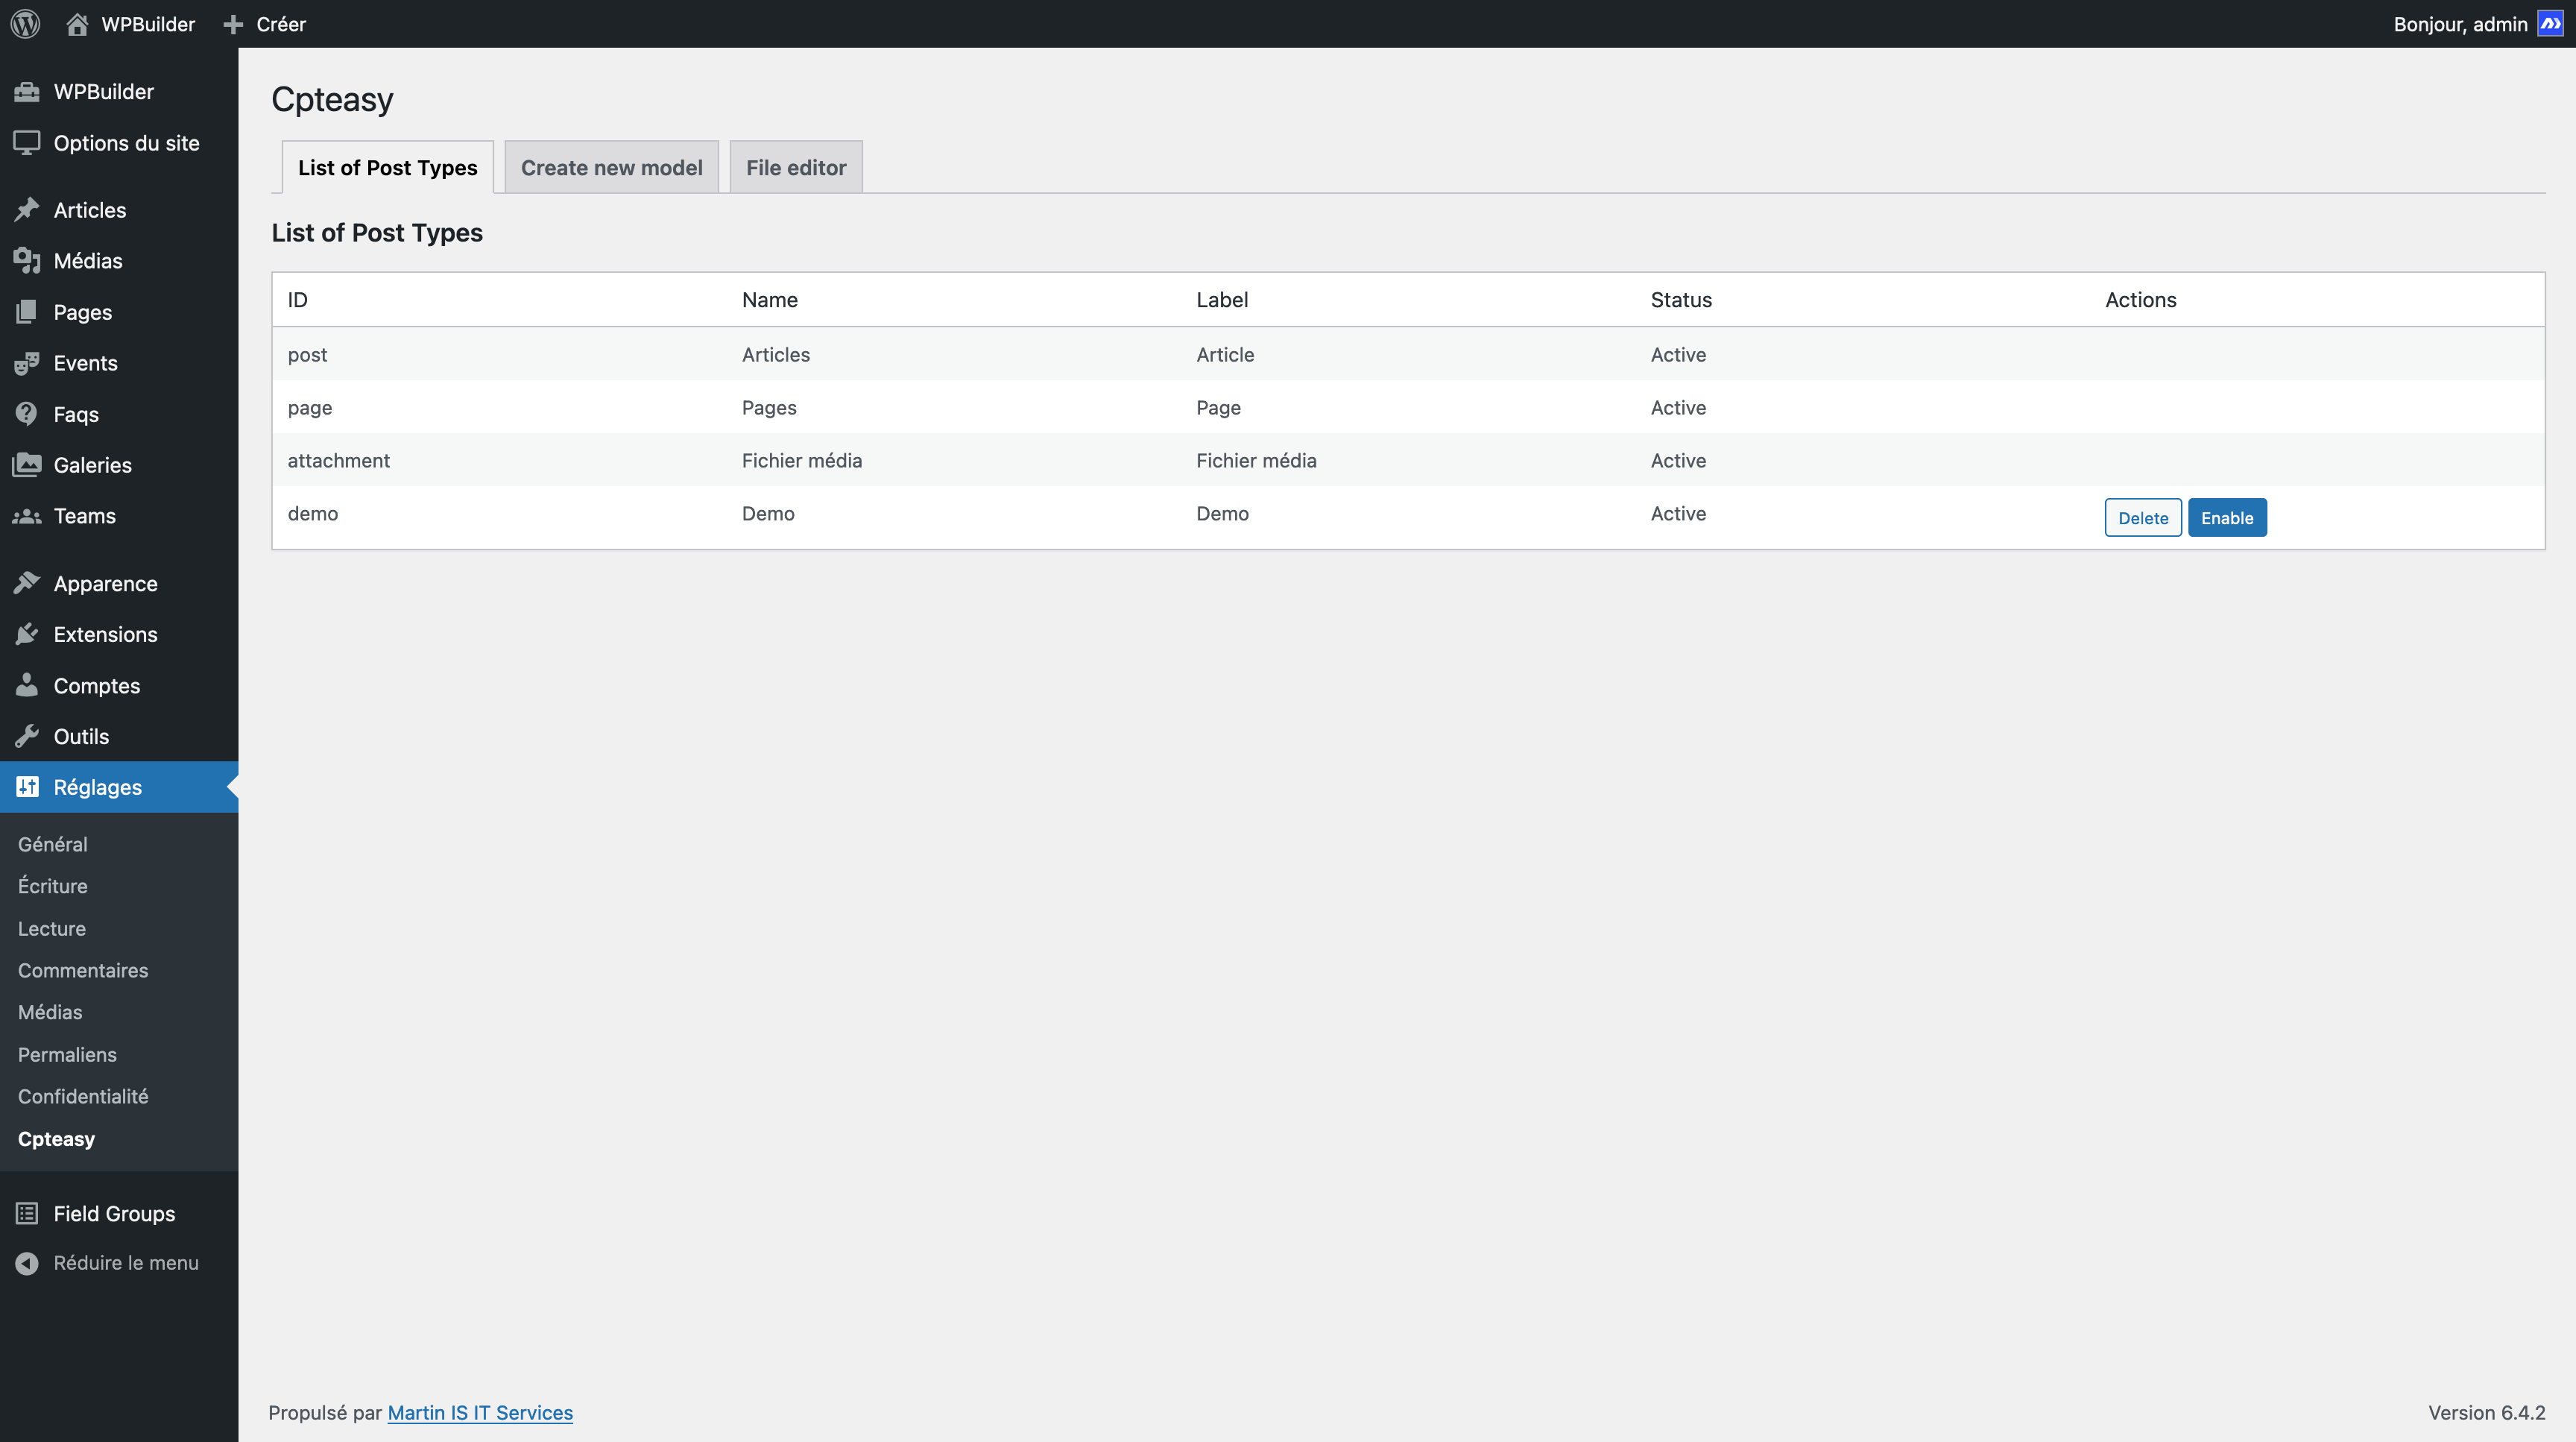 WPBuilder
Créer
Bonjour, admin
WPBuilder
Options du site
Articles
Médias
Pages
Events
Faqs
Galeries
Teams
Apparence
Extensions
Comptes
Outils
Réglages
Général
Écriture
Lecture
Commentaires
Médias
Permaliens
Confidentialité
Cpteasy
Field Groups
Réduire le menu
Cpteasy
List of Post Types Create new model File editor
List of Post Types
ID Name Label Status Actions
post Articles Article Active
page Pages Page Active
attachment Fichier média Fichier média Active
demo Demo Demo Active Delete Enable
Propulsé par Martin IS IT Services
Version 6.4.2